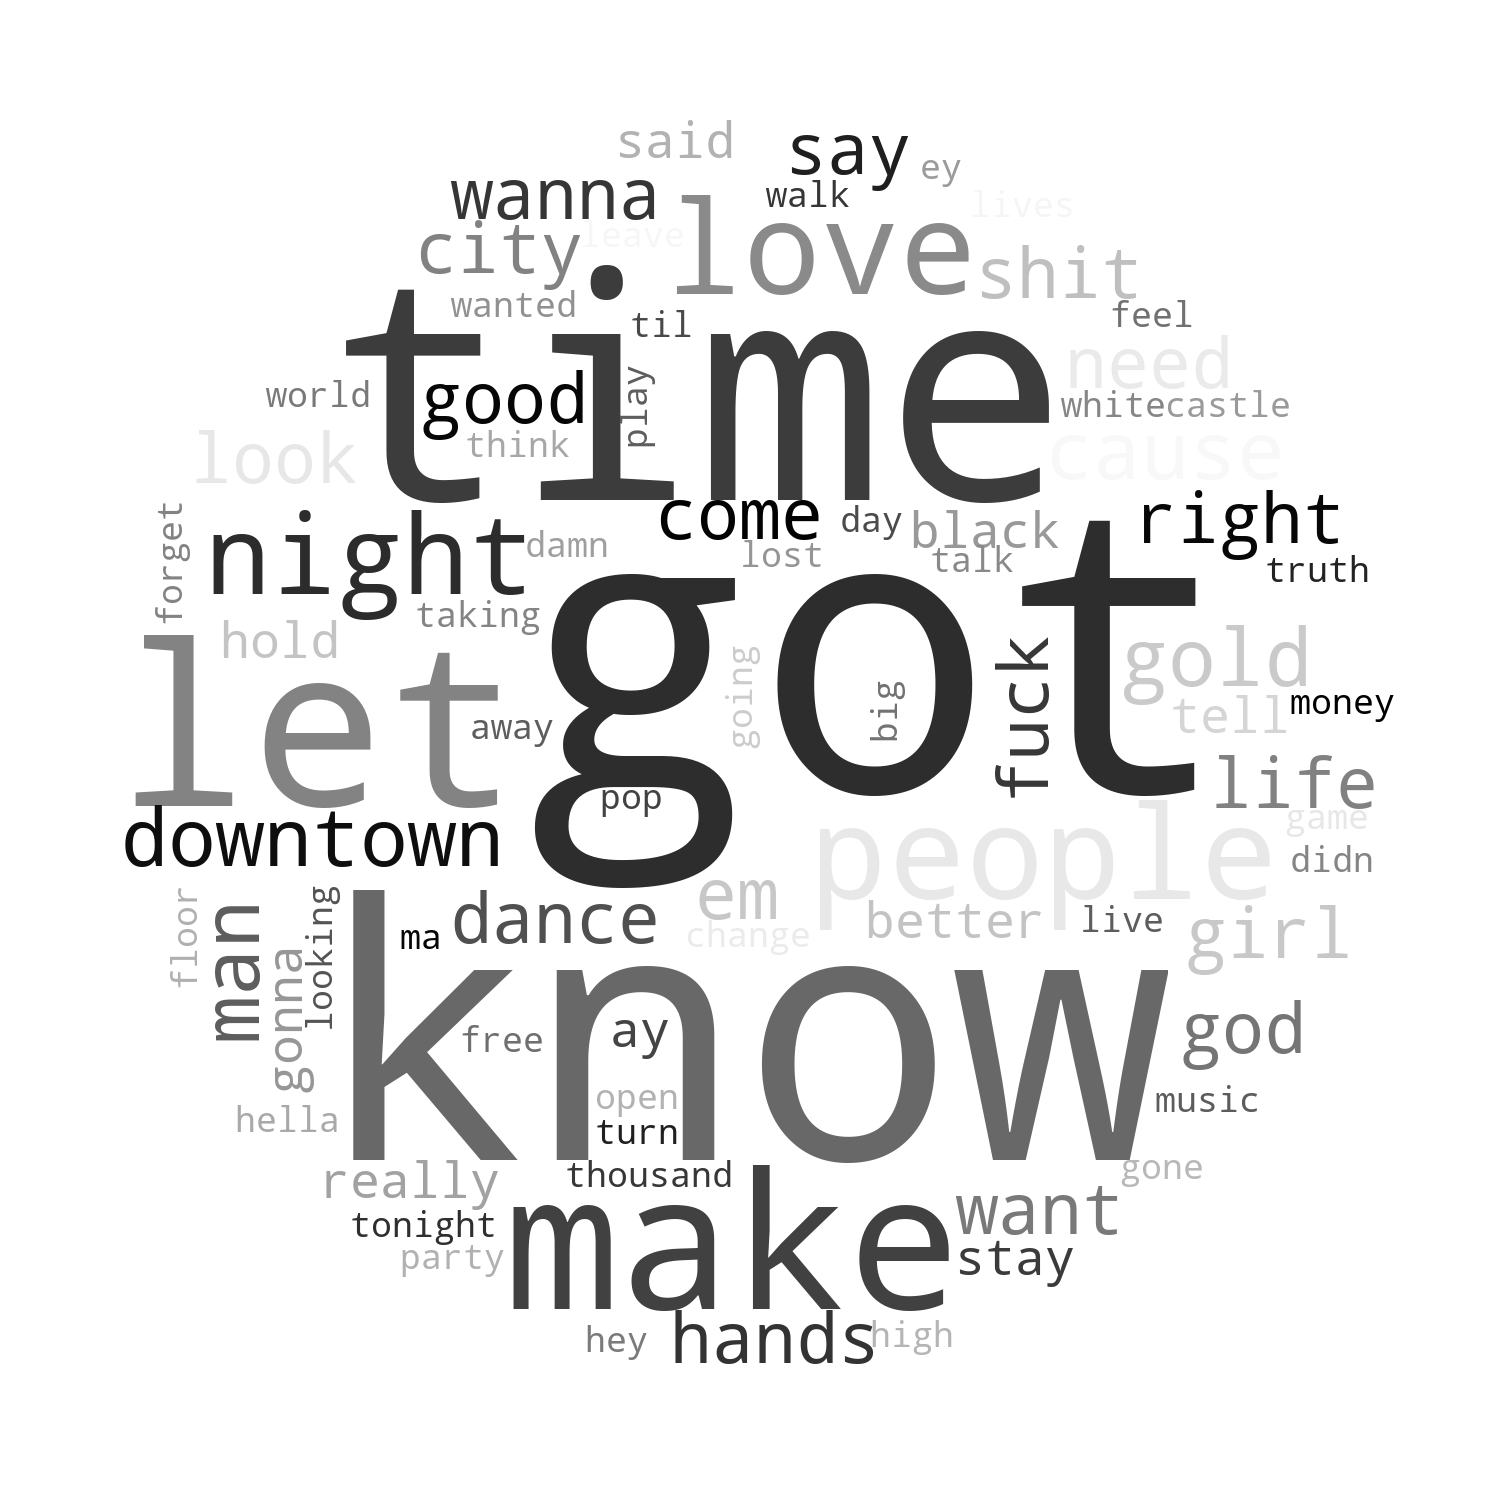 said
say
ey
wanna
walk
lives
city
leave
love
shit
wanted
til
feel
time
need
world
good
play
whitecastle
look
think
cause
forget
night
damn
come
day
black
right
lost
talk
truth
taking
hold
got
let
going
big
fuck
gold
tell
money
away
pop
life
downtown
people
game
didn
floor
man
gonna
looking
ma
dance
em
change
better
live
girl
know
free
ay
god
hella
open
turn
music
really
thousand
gone
tonight
party
make
want
stay
hey
hands
high